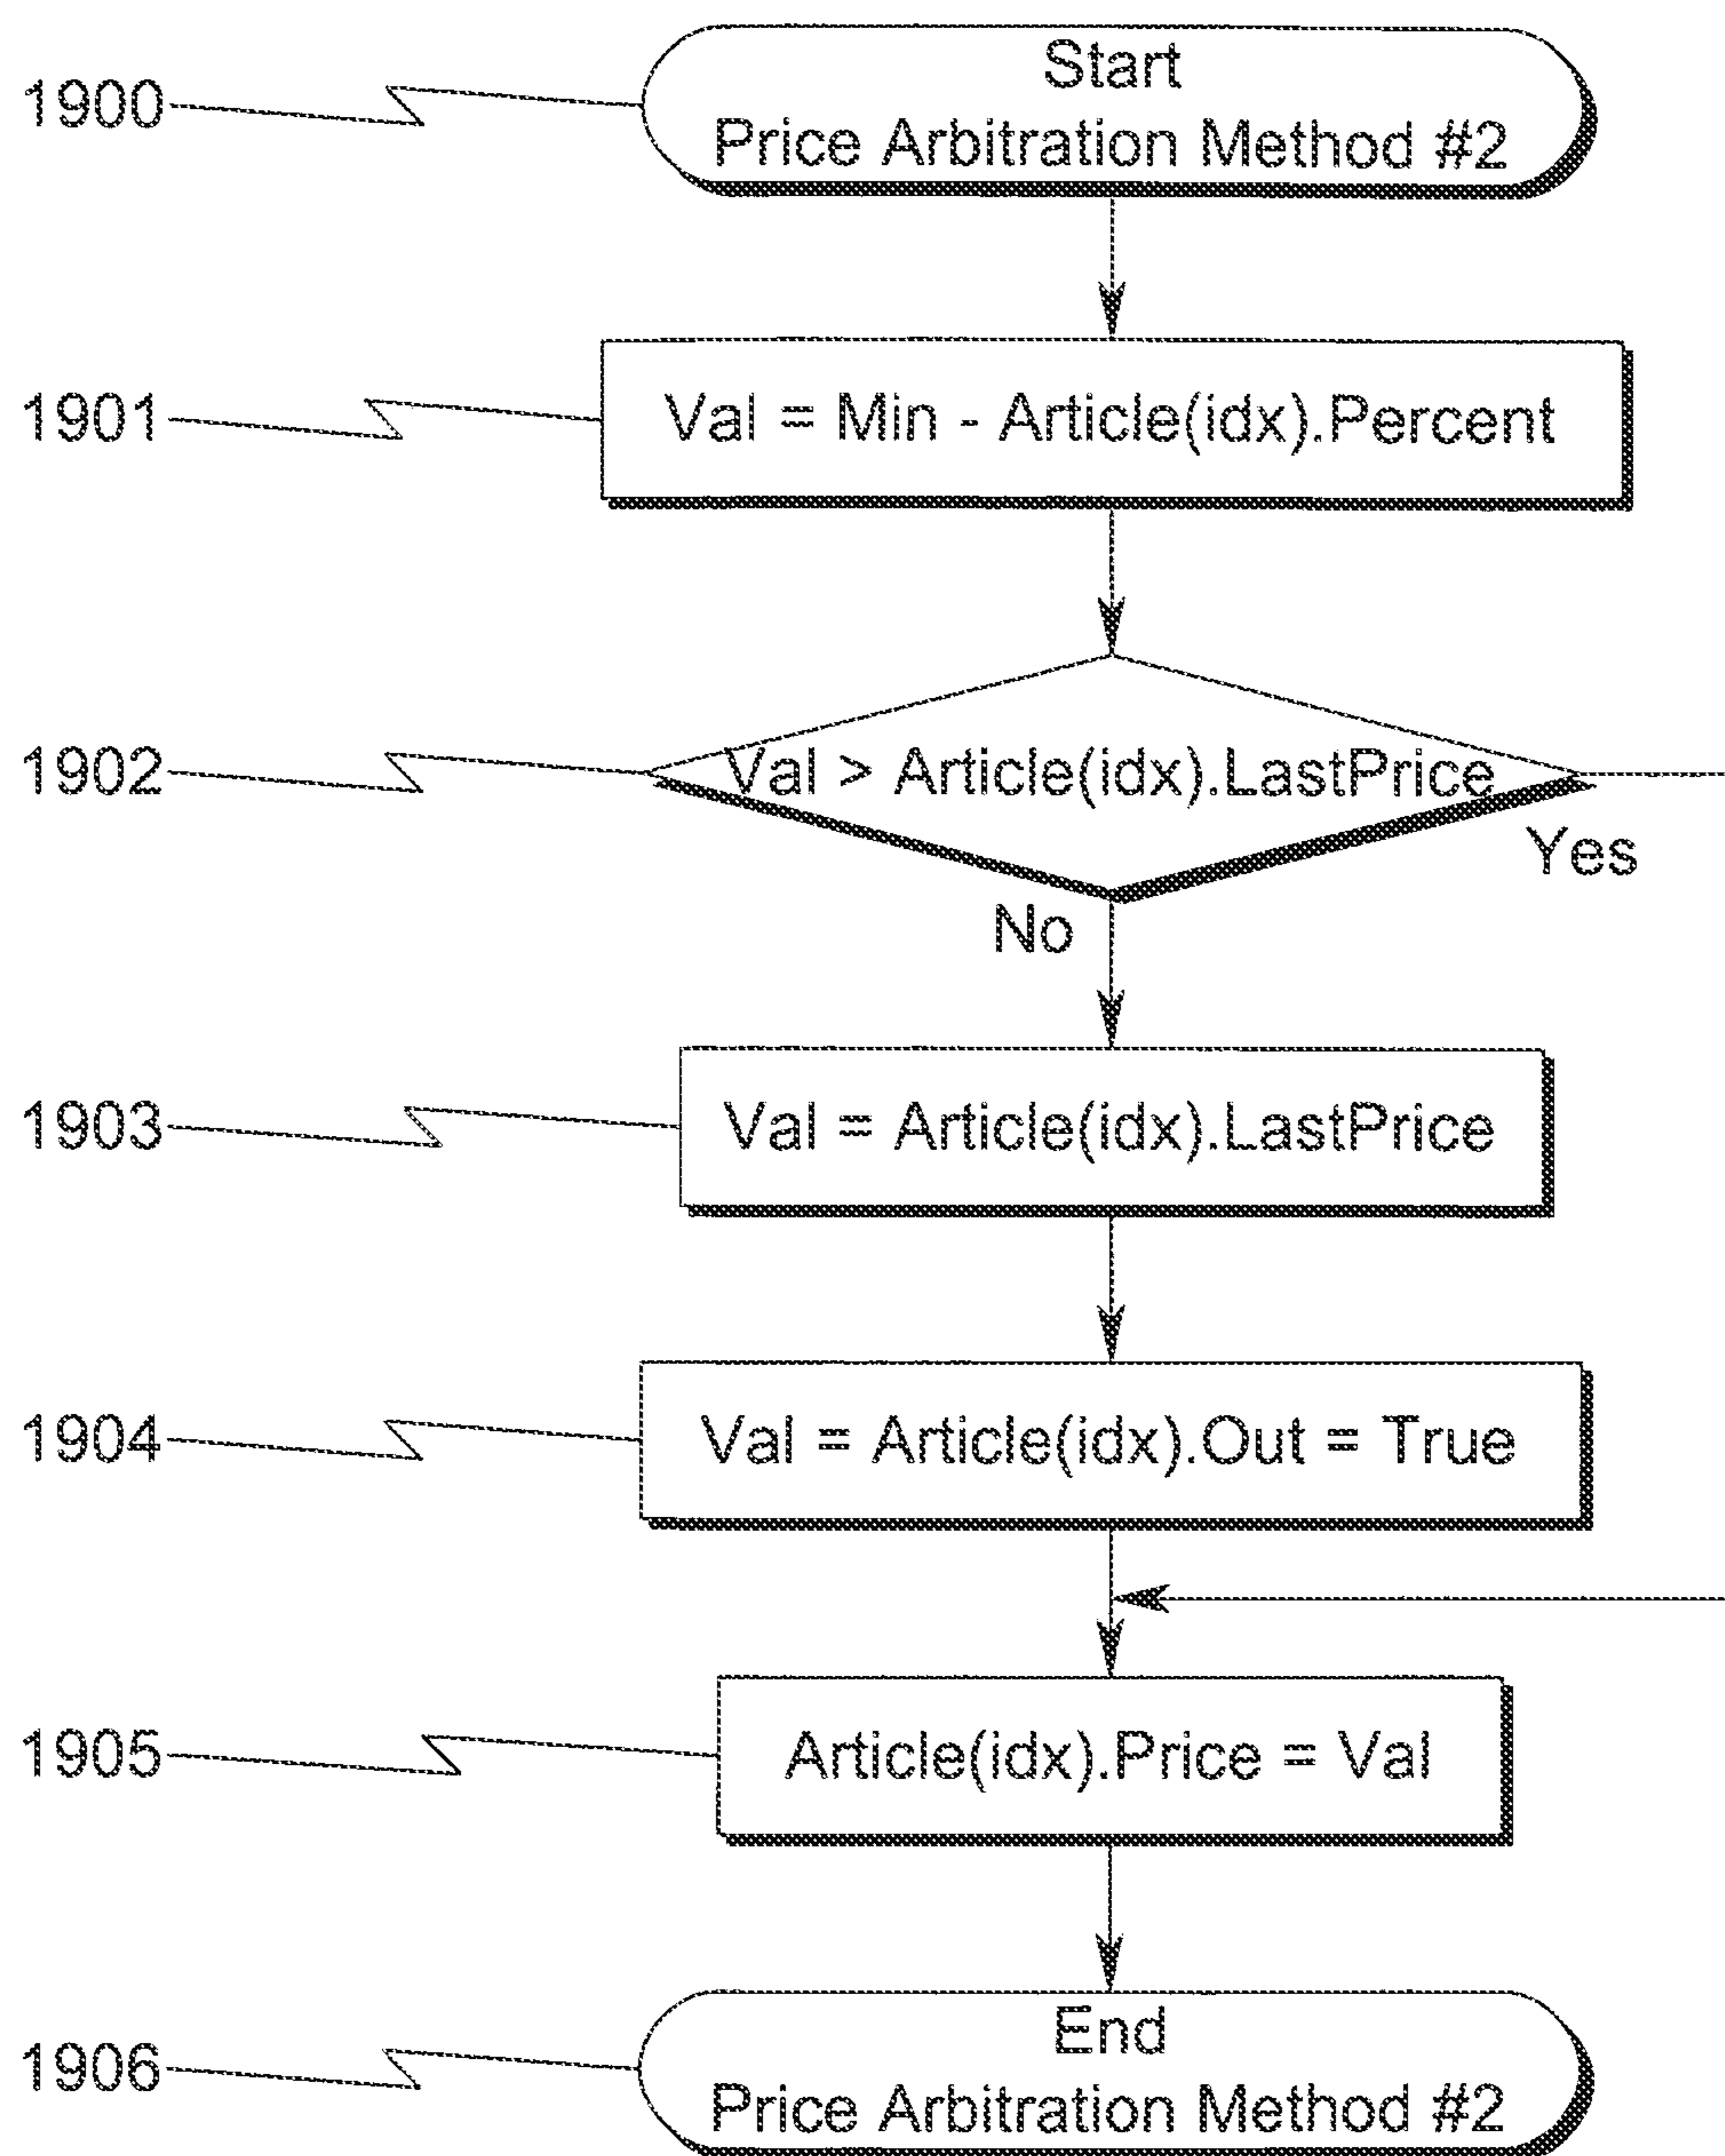 1900
Start
Price Arbitration Method #2
1901
Val = Min - Article(idx).Percent
1902
Val > Article(idx).LastPrice
Yes
No
1903
Val = Article(idx).LastPrice
1904
Val = Article(idx).Out = True
1905
Article(idx).Price = Val
1906
End
Price Arbitration Method #2